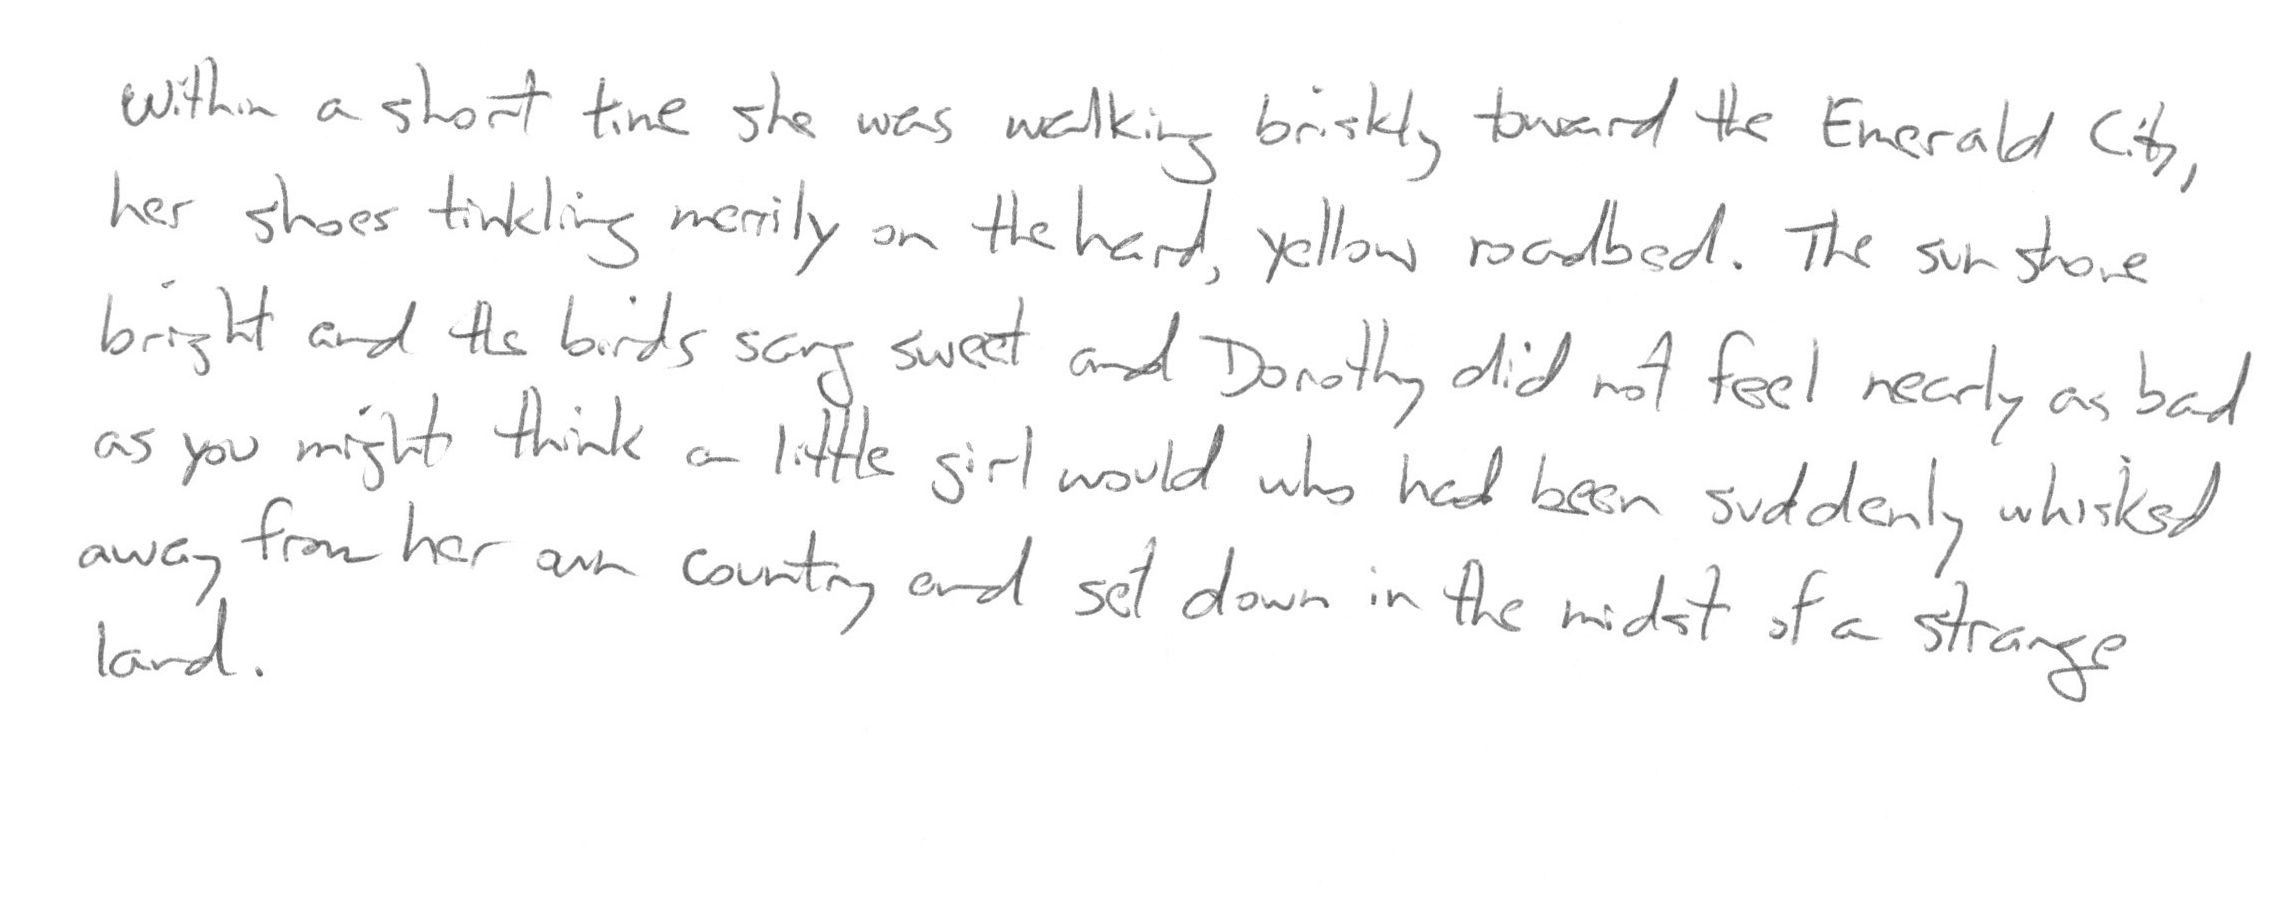 Within a short time she was walking briskly toward the Emerald City,
her shoes tinkling merrily on the hard, yellow roadbed. The sun shone
bright and the birds sang sweet and Dorothy did not feel nearly as bad
as you might think a little girl would who had been suddenly whisked
away from her own country and set down in the midst of a strange
land.